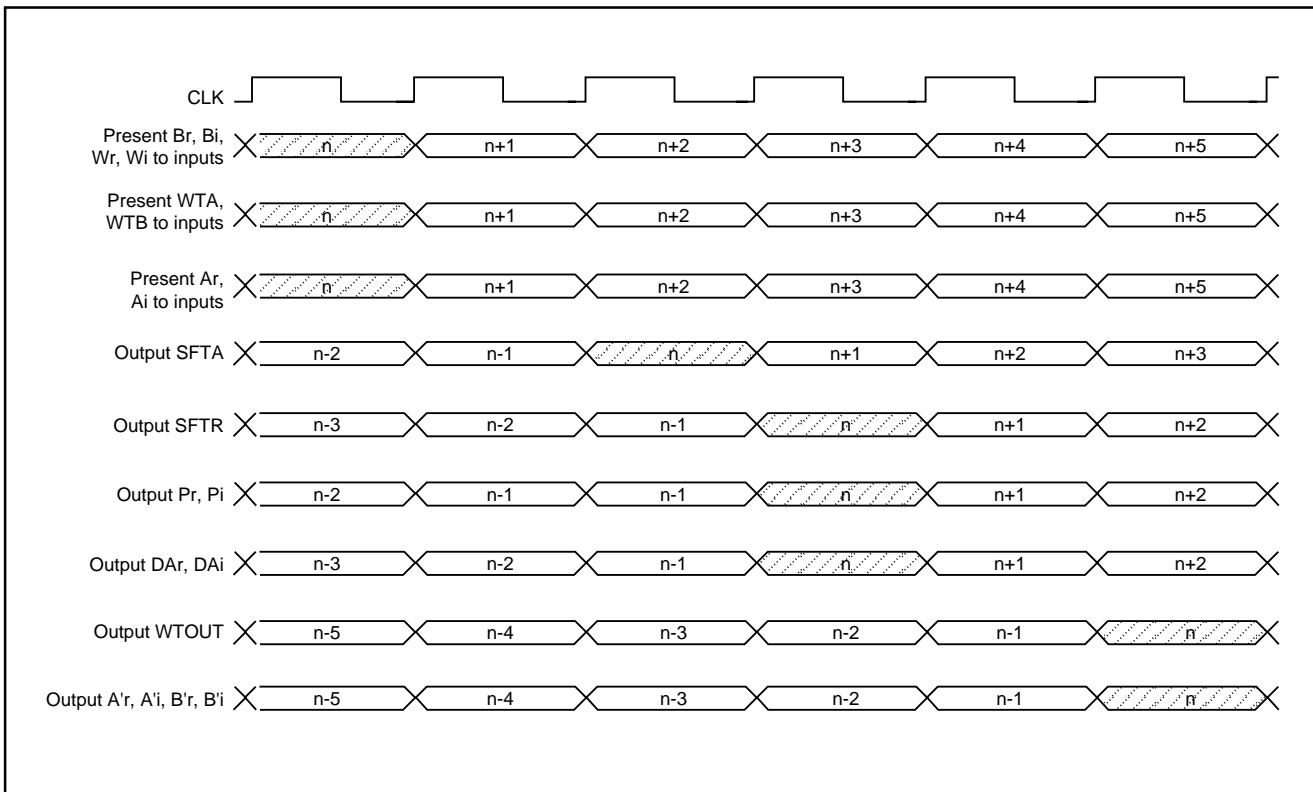 CLK
Present Br, Bi,
Wr, Wi to inputs
n n+1 n+2 n+3 n+4 n+5
Present WTA,
WTB to inputs
n n+1 n+2 n+3 n+4 n+5
Present Ar,
Ai to inputs
n n+1 n+2 n+3 n+4 n+5
Output SFTA n-2 n-1 n n+1 n+2 n+3
Output SFTR n-3 n-2 n-1 n n+1 n+2
Output Pr, Pi n-2 n-1 n-1 n n+1 n+2
Output DAr, DAi n-3 n-2 n-1 n n+1 n+2
Output WTOUT n-5 n-4 n-3 n-2 n-1 n
Output A'r, A'i, B'r, B'i n-5 n-4 n-3 n-2 n-1 n